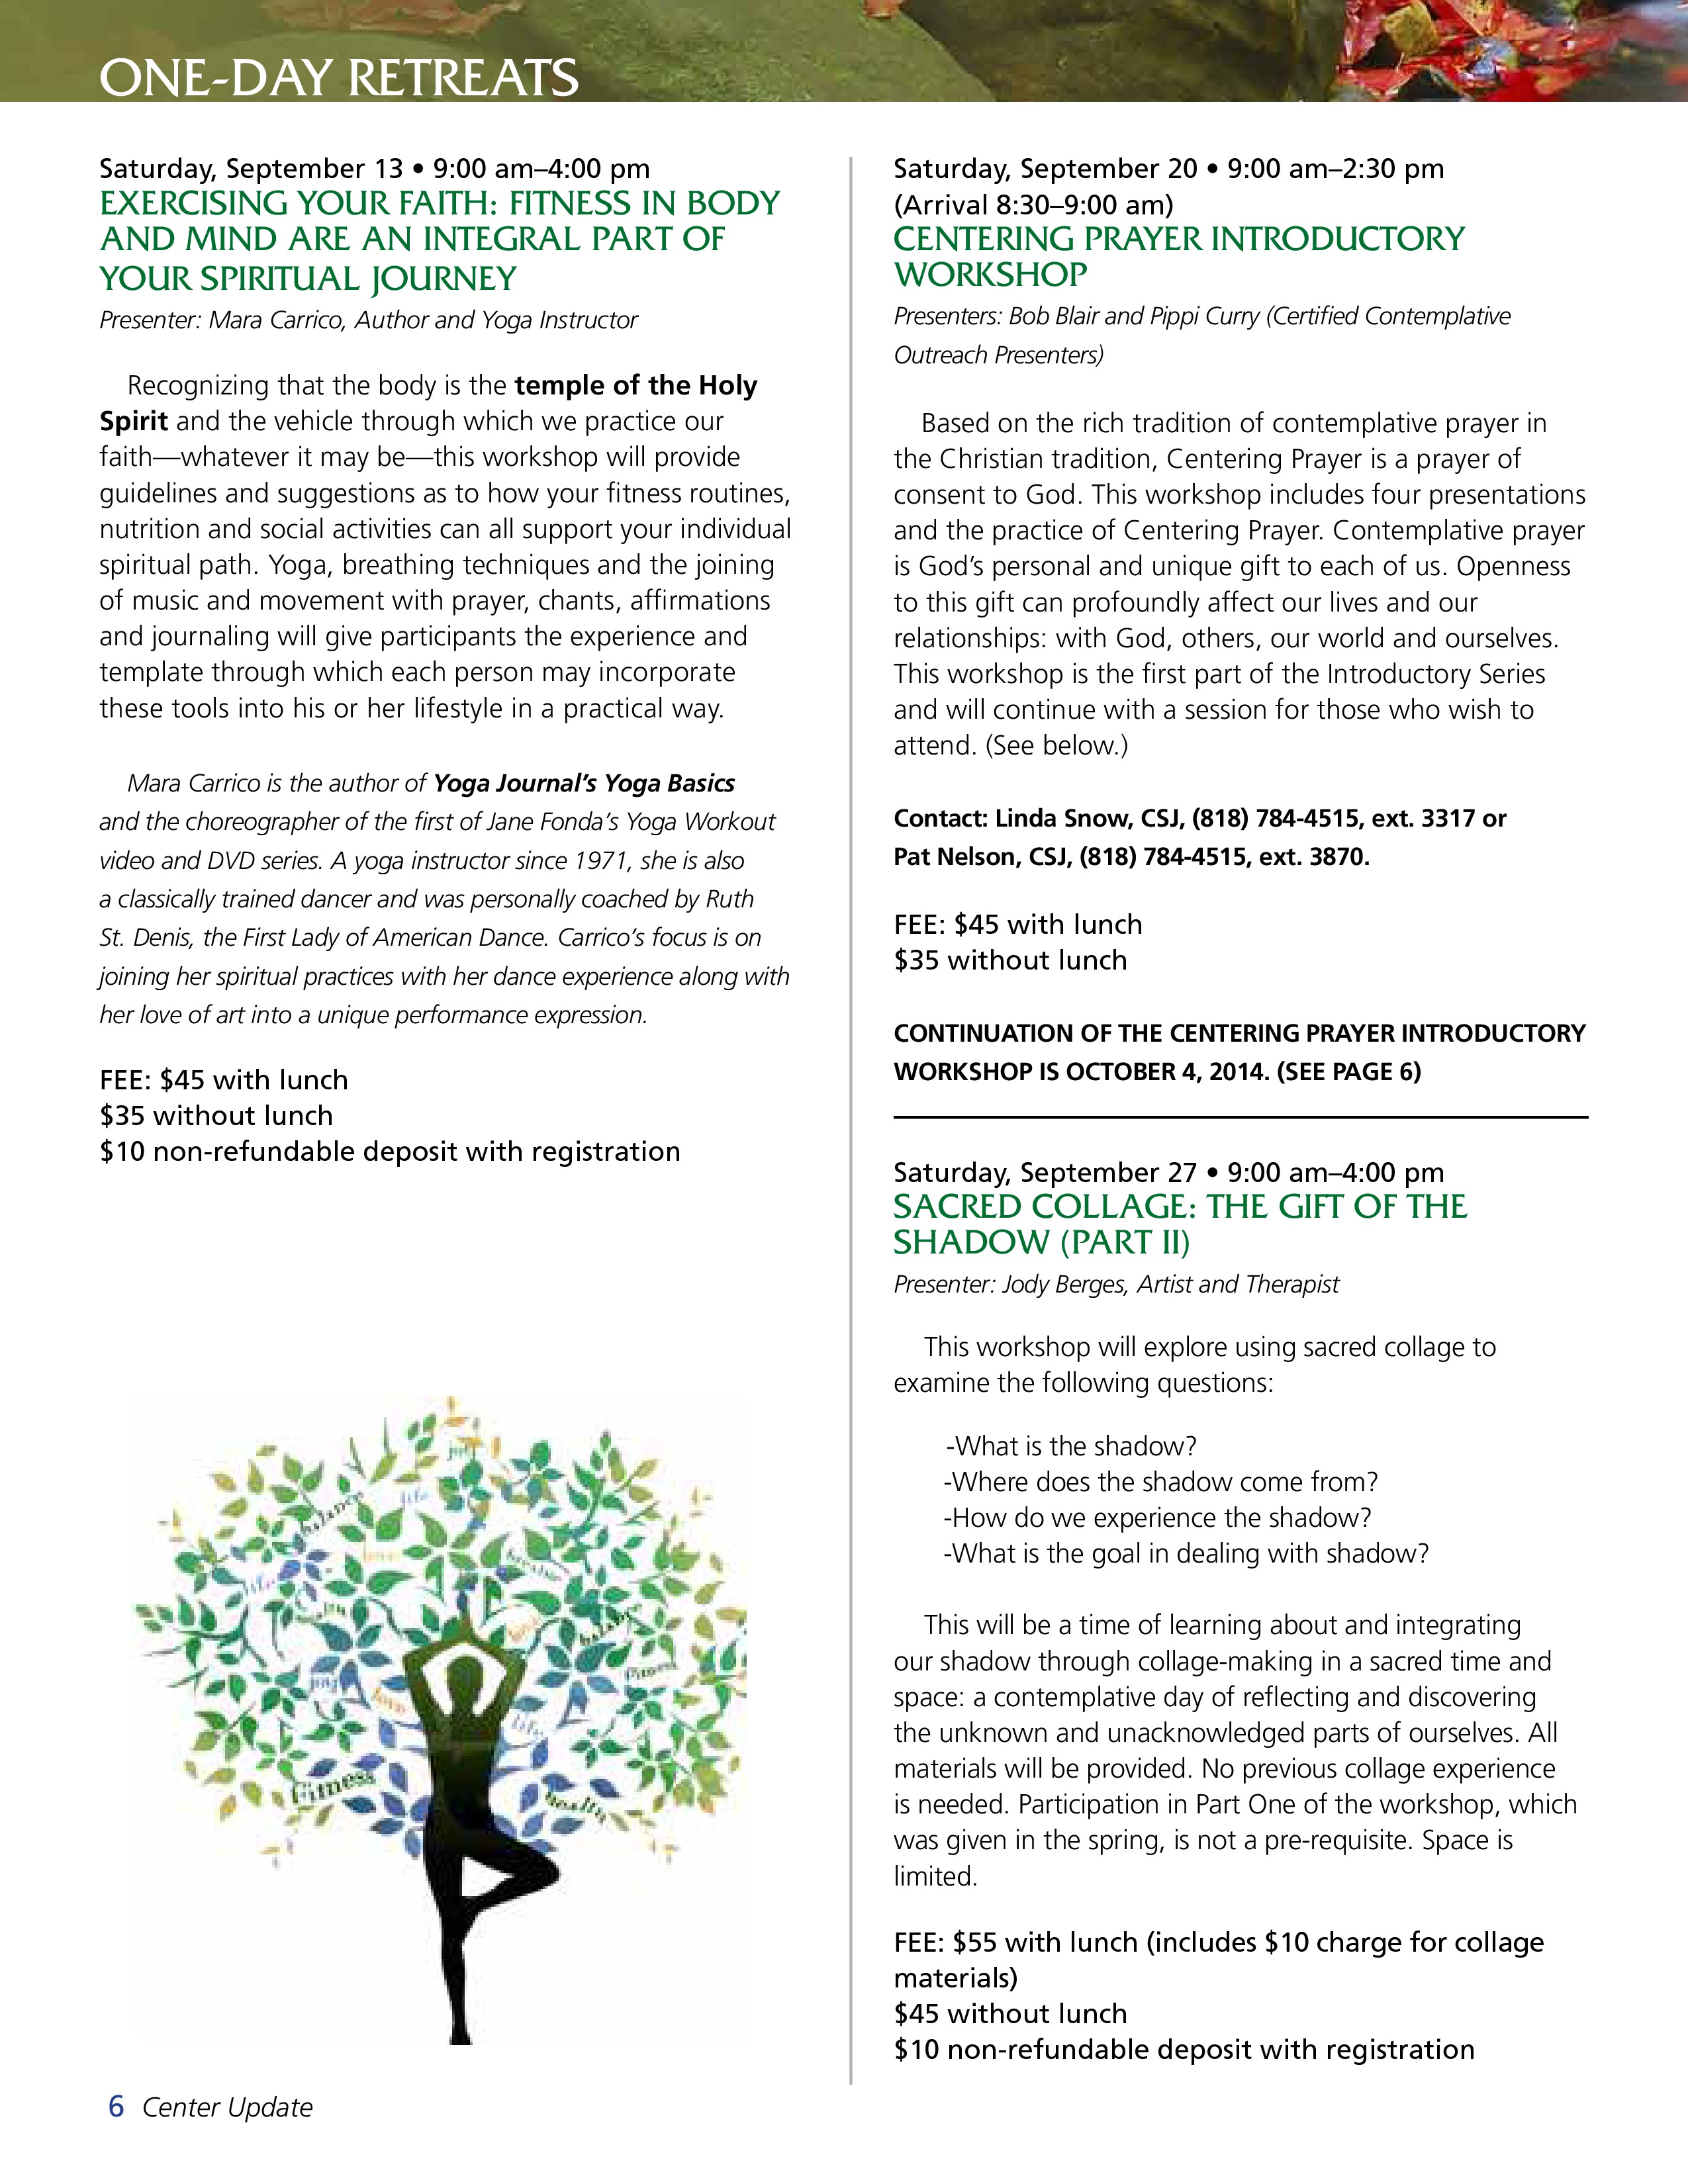 ONE-DAY RETREATS
Saturday, September 13 • 9:00 am–4:00 pm
EXERCISING YOUR FAITH: FITNESS IN BODY
AND MIND ARE AN INTEGRAL PART OF
YOUR SPIRITUAL JOURNEY
Presenter: Mara Carrico, Author and Yoga Instructor
Recognizing that the body is the temple of the Holy
Spirit and the vehicle through which we practice our
faith—whatever it may be—this workshop will provide
guidelines and suggestions as to how your fitness routines,
nutrition and social activities can all support your individual
spiritual path. Yoga, breathing techniques and the joining
of music and movement with prayer, chants, affirmations
and journaling will give participants the experience and
template through which each person may incorporate
these tools into his or her lifestyle in a practical way.
Mara Carrico is the author of Yoga Journal's Yoga Basics
and the choreographer of the first of Jane Fonda's Yoga Workout
video and DVD series. A yoga instructor since 1971, she is also
a classically trained dancer and was personally coached by Ruth
St. Denis, the First Lady of American Dance. Carrico's focus is on
joining her spiritual practices with her dance experience along with
her love of art into a unique performance expression.
FEE: $45 with lunch
$35 without lunch
$10 non-refundable deposit with registration
joy
balance
life
love
life
balance
fitness
joy
love
life
Fitness
health
6 Center Update
Saturday, September 20 • 9:00 am–2:30 pm
(Arrival 8:30–9:00 am)
CENTERING PRAYER INTRODUCTORY
WORKSHOP
Presenters: Bob Blair and Pippi Curry (Certified Contemplative
Outreach Presenters)
Based on the rich tradition of contemplative prayer in
the Christian tradition, Centering Prayer is a prayer of
consent to God. This workshop includes four presentations
and the practice of Centering Prayer. Contemplative prayer
is God's personal and unique gift to each of us. Openness
to this gift can profoundly affect our lives and our
relationships: with God, others, our world and ourselves.
This workshop is the first part of the Introductory Series
and will continue with a session for those who wish to
attend. (See below.)
Contact: Linda Snow, CSJ, (818) 784-4515, ext. 3317 or
Pat Nelson, CSJ, (818) 784-4515, ext. 3870.
FEE: $45 with lunch
$35 without lunch
CONTINUATION OF THE CENTERING PRAYER INTRODUCTORY
WORKSHOP IS OCTOBER 4, 2014. (SEE PAGE 6)
Saturday, September 27 • 9:00 am–4:00 pm
SACRED COLLAGE: THE GIFT OF THE
SHADOW (PART II)
Presenter: Jody Berges, Artist and Therapist
This workshop will explore using sacred collage to
examine the following questions:
-What is the shadow?
-Where does the shadow come from?
-How do we experience the shadow?
-What is the goal in dealing with shadow?
This will be a time of learning about and integrating
our shadow through collage-making in a sacred time and
space: a contemplative day of reflecting and discovering
the unknown and unacknowledged parts of ourselves. All
materials will be provided. No previous collage experience
is needed. Participation in Part One of the workshop, which
was given in the spring, is not a pre-requisite. Space is
limited.
FEE: $55 with lunch (includes $10 charge for collage
materials)
$45 without lunch
$10 non-refundable deposit with registration